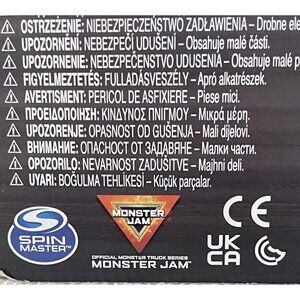 ⚠ OSTRZEŻENIE: NIEBEZPIECZEŃSTWO ZADŁAWIENIA – Drobne ele
⚠ UPOZORNĚNÍ: NEBEZPEČÍ UDUŠENÍ – Obsahuje malé části.
⚠ UPOZORNENIE: NEBEZPEČENSTVO UDUSENIA – Obsahuje malé
⚠ FIGYELMEZTETÉS: FULLADÁSVESZÉLY – Apró alkatrészek.
⚠ AVERTISMENT: PERICOL DE ASFIXIERE – Piese mici.
⚠ ΠΡΟΕΙΔΟΠΟΙΗΣΗ: ΚΙΝΔΥΝΟΣ ΠΝΙΓΜΟΥ – Μικρά μέρη.
⚠ UPOZORENJE: OPASNOST OD GUŠENJA – Mali dijelovi.
⚠ ВНИМАНИЕ: ОПАСНОСТ ОТ ЗАДАВЯНЕ – Малки части.
⚠ OPOZORILO: NEVARNOST ZADUŠITVE – Majhni deli.
⚠ UYARI: BOĞULMA TEHLİKESİ – Küçük parçalar.
SPIN
MASTER™
MONSTER
JAM
OFFICIAL MONSTER TRUCK SERIES
MONSTER JAM
CE
UK
CA